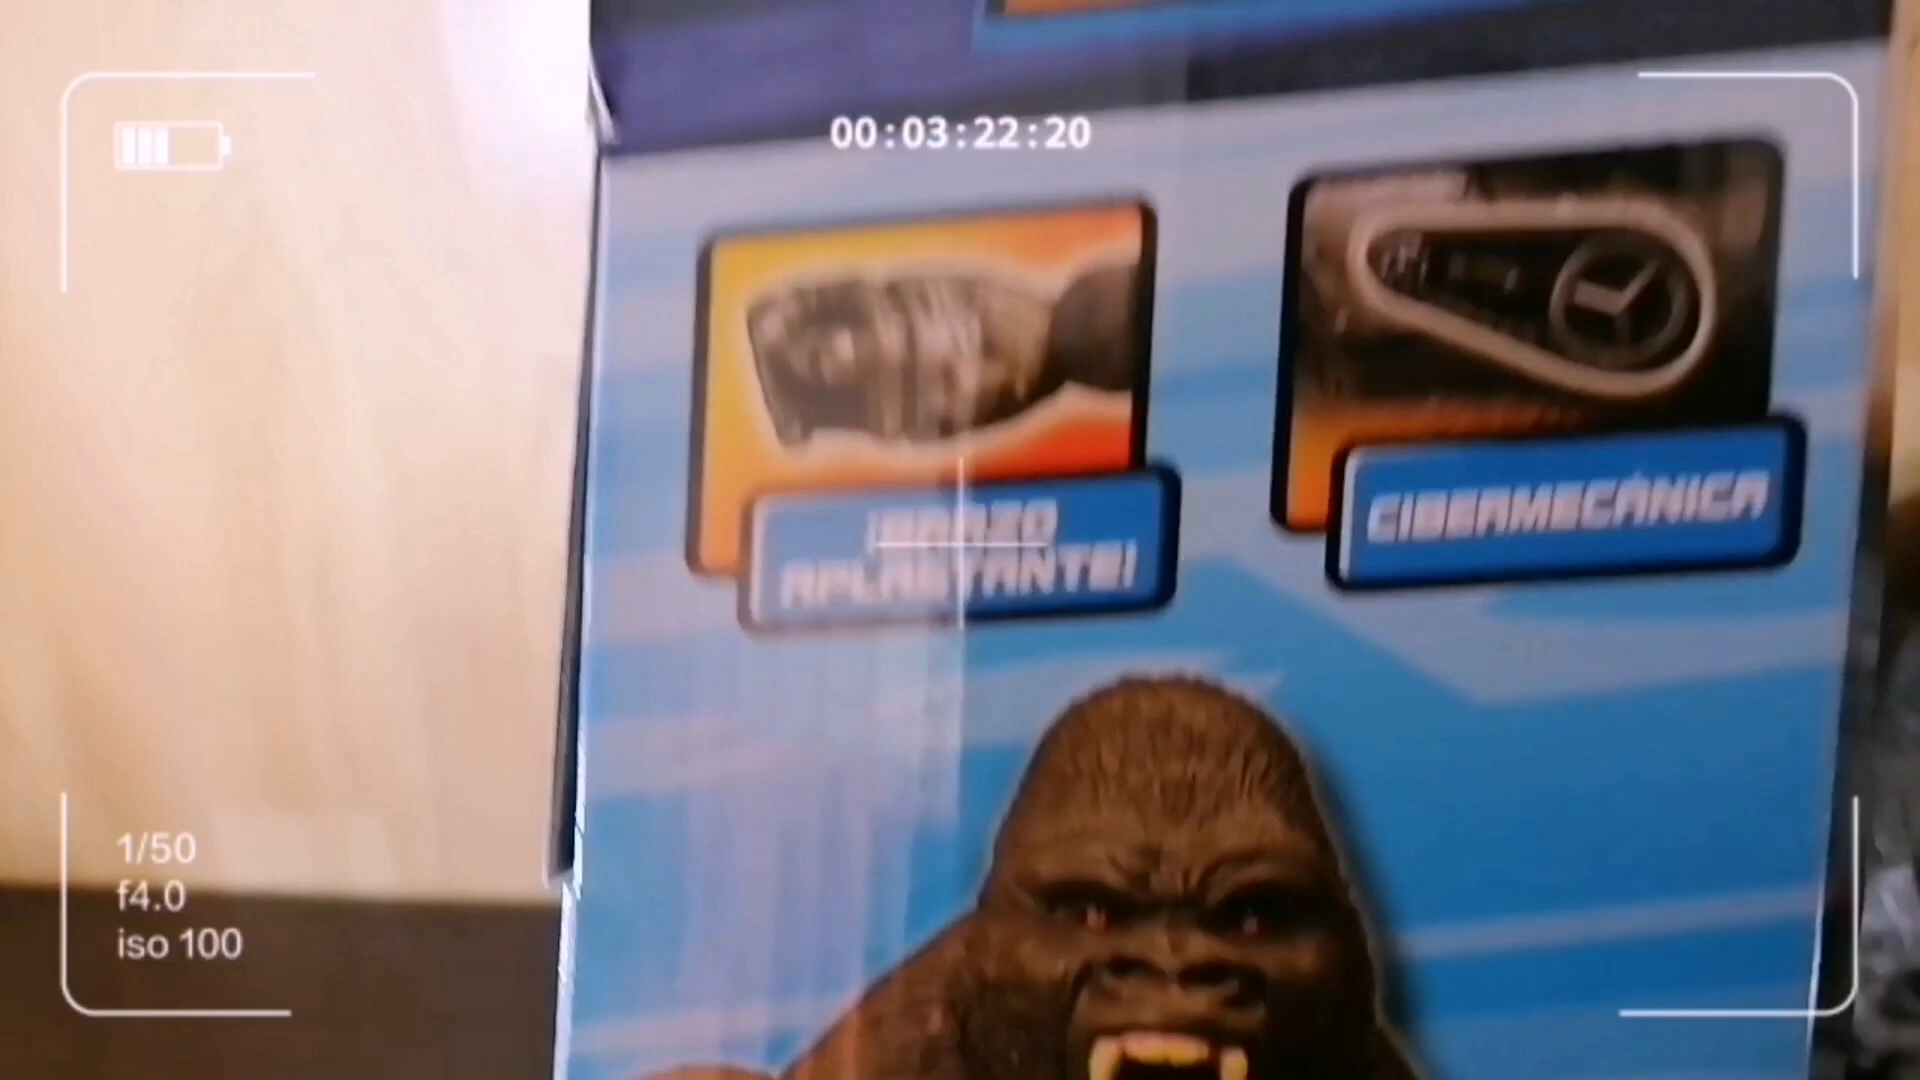 00:03:22:20
¡BRAZO
APLASTANTE!
CIBERMECÁNICA
1/50
f4.0
iso 100